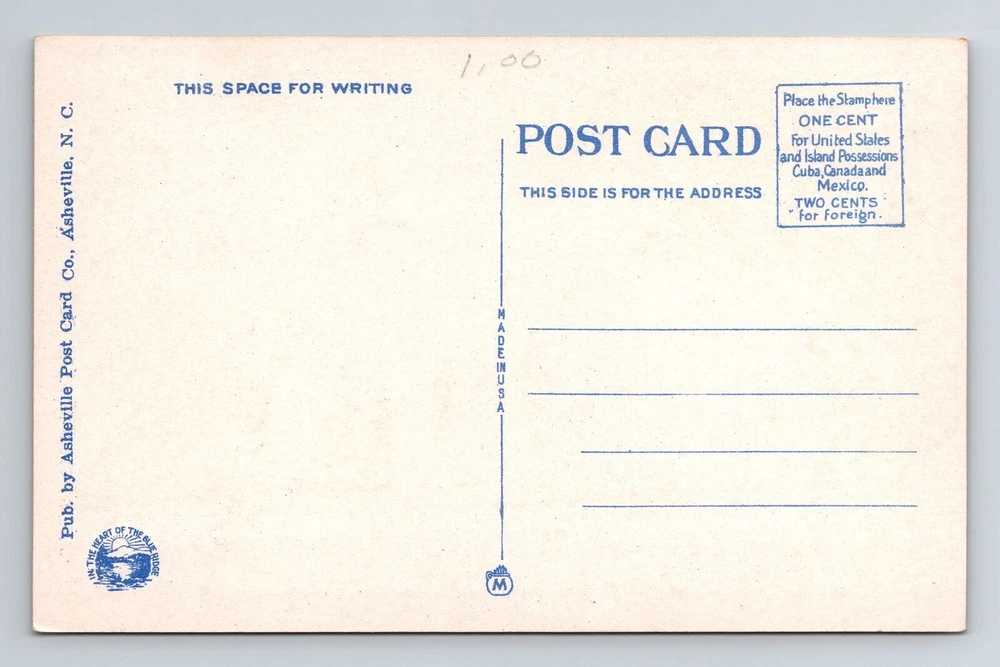 1.00
THIS SPACE FOR WRITING
Pub. by Asheville Post Card Co., Asheville, N. C.
IN THE HEART OF THE BLUE RIDGE
MADE IN USA
M
POST CARD
THIS SIDE IS FOR THE ADDRESS
Place the Stamp here
ONE CENT
For United States
and Island Possessions
Cuba, Canada and
Mexico.
TWO CENTS
for Foreign.